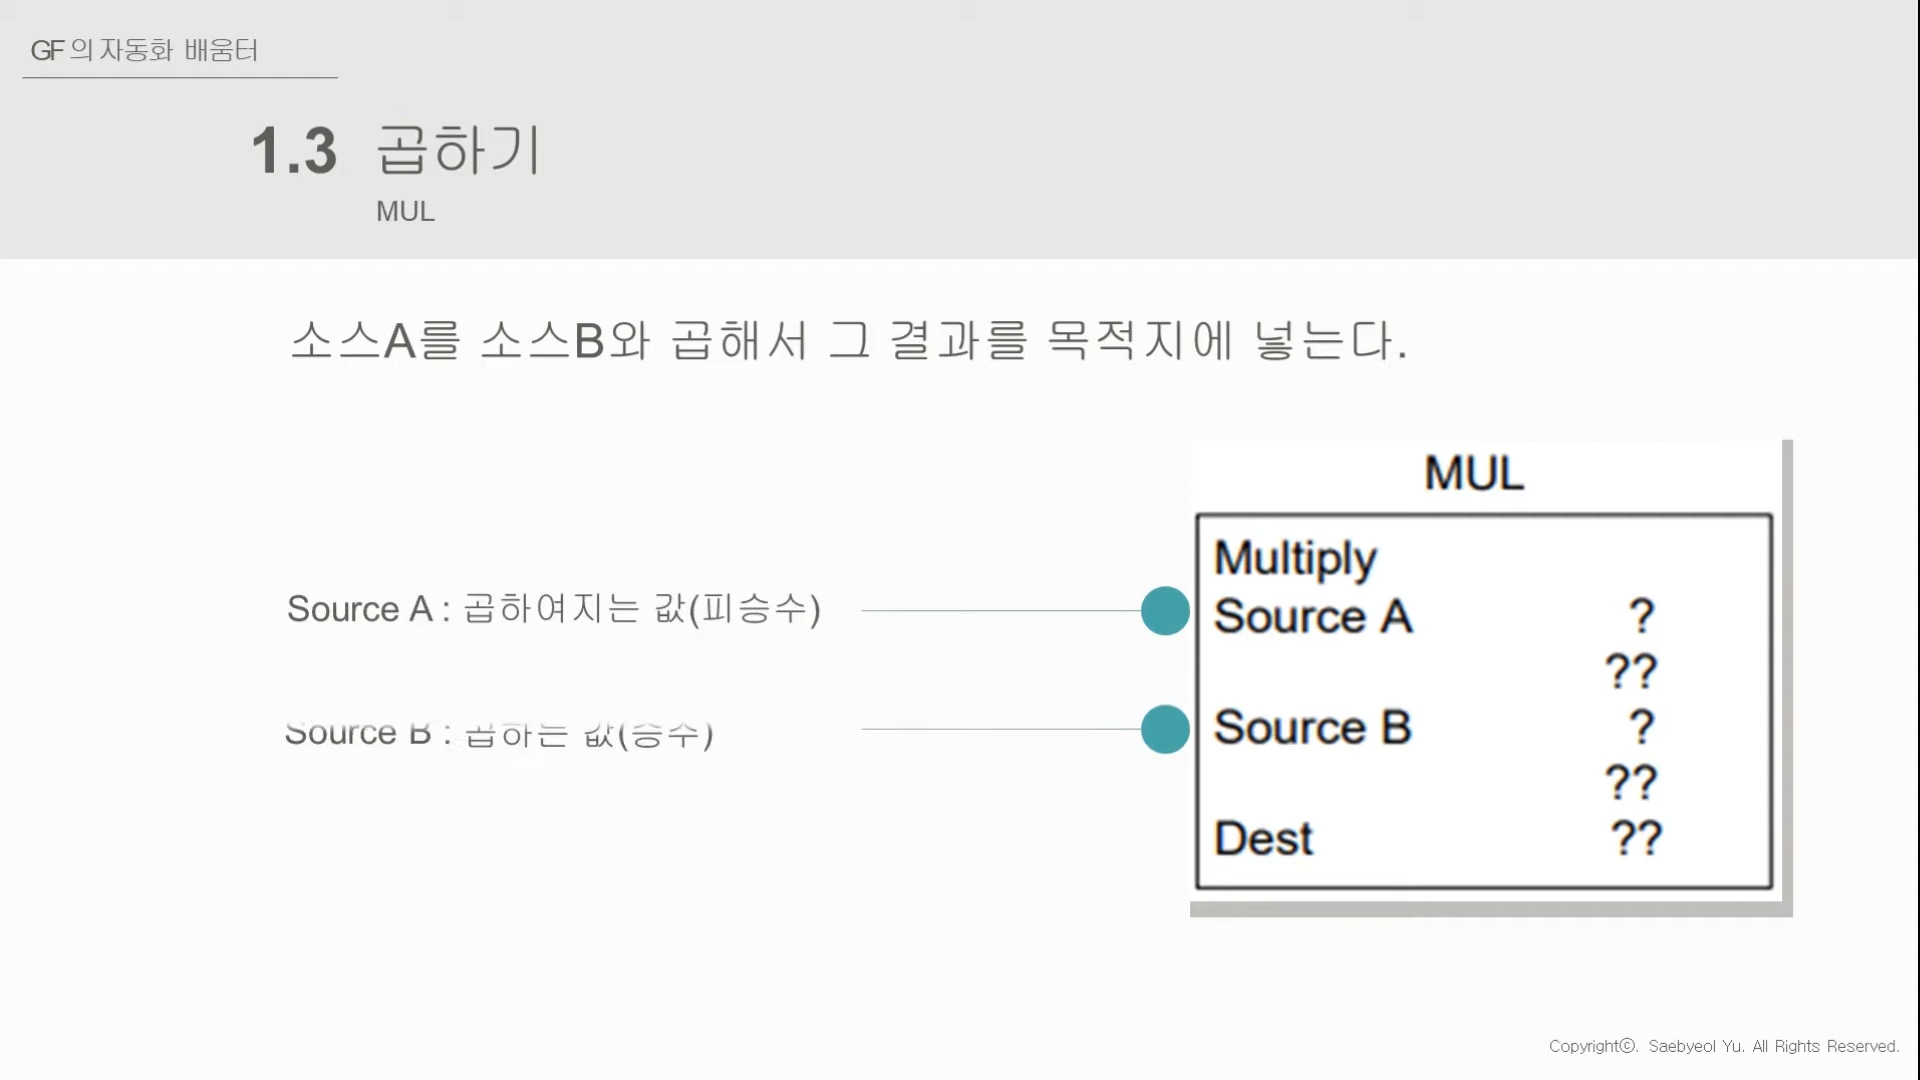 GF의 자동화 배움터
1.3 곱하기
MUL
소스A를 소스B와 곱해서 그 결과를 목적지에 넣는다.
MUL
Multiply
Source A : 곱하여지는 값(피승수)
Source A ?
??
Source B : 곱하는 값(승수)
Source B ?
??
Dest ??
Copyrightⓒ. Saebyeol Yu. All Rights Reserved.